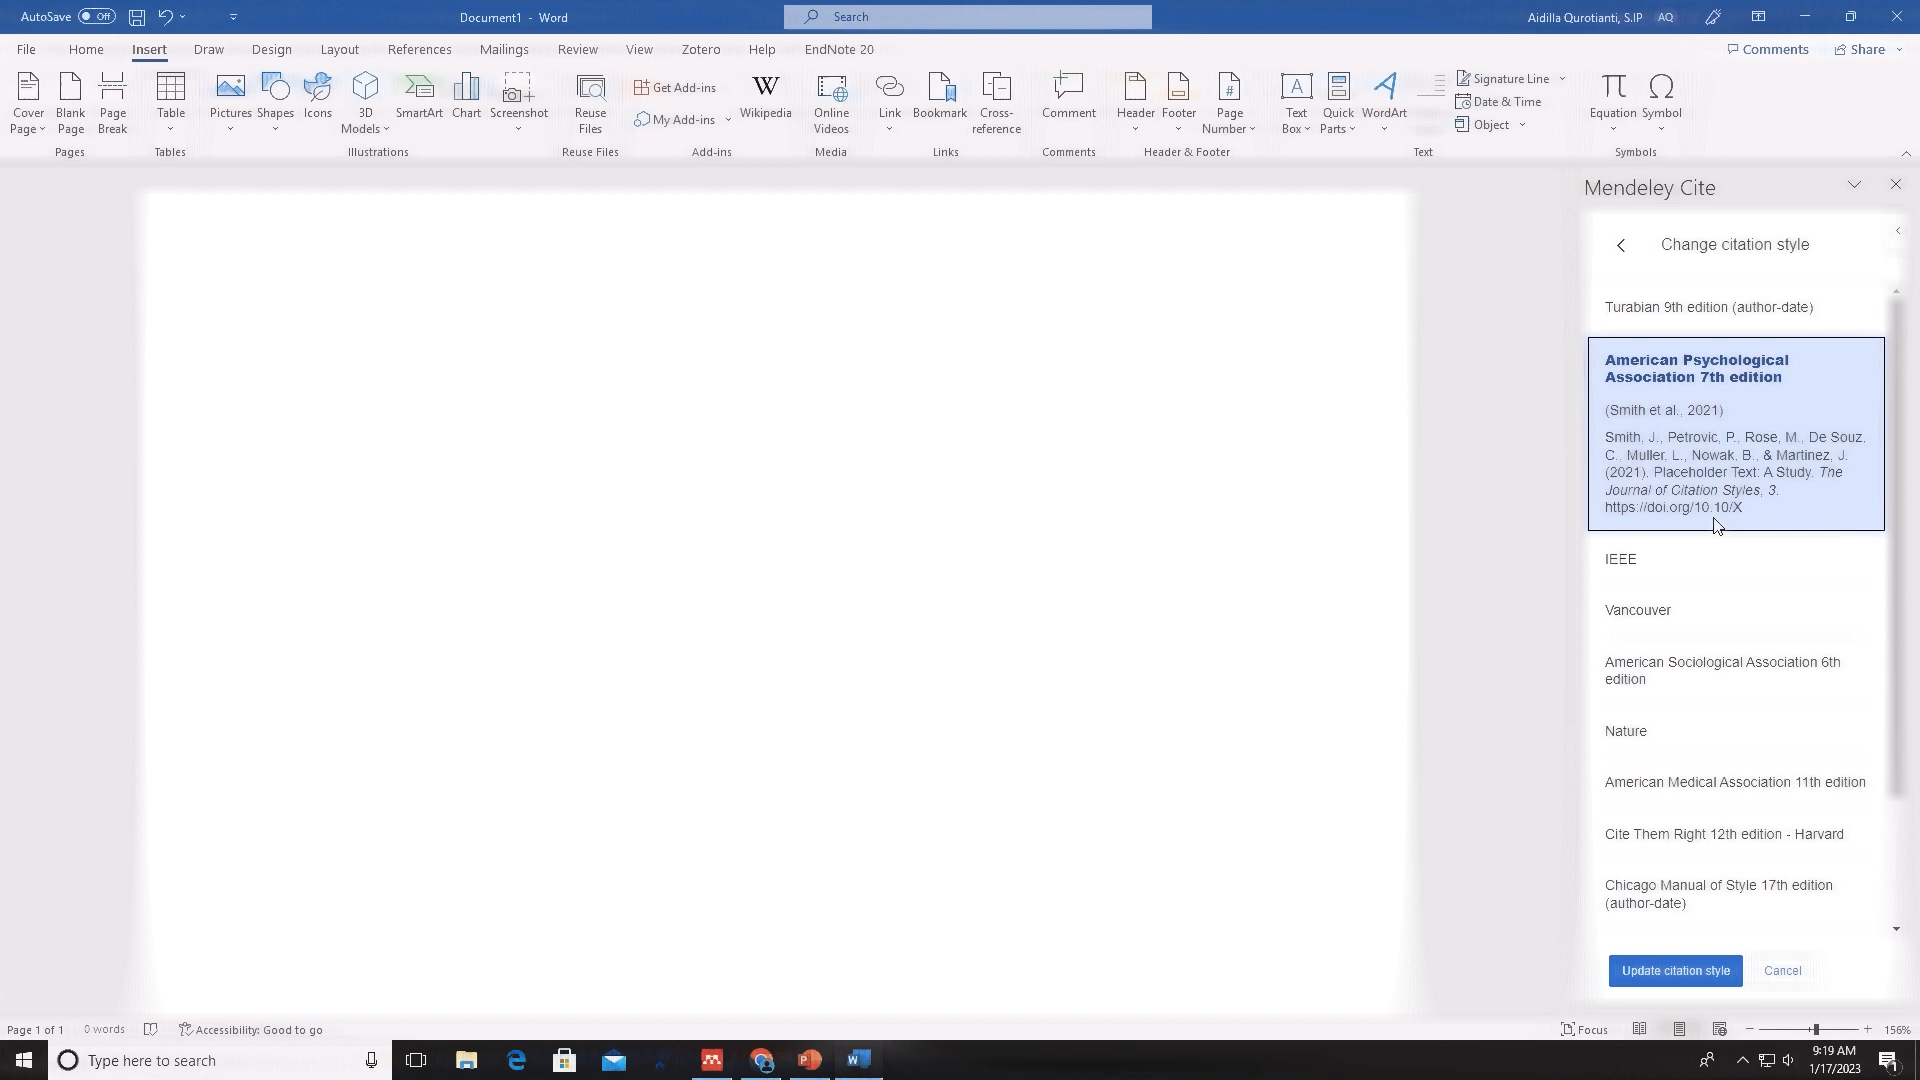 AutoSave Off Document1 - Word Search Aidilla Qurotianti, S.IP AQ
File Home Insert Draw Design Layout References Mailings Review View Zotero Help EndNote 20 Comments Share
Cover Page
Blank Page
Page Break
Pages
Table
Tables
Pictures
Shapes
Icons
3D Models
SmartArt
Chart
Screenshot
Illustrations
Reuse Files
Reuse Files
Get Add-ins
My Add-ins
W
Wikipedia
Add-ins
Online Videos
Media
Link
Bookmark
Cross-reference
Links
Comment
Comments
Header
Footer
Page Number
Header & Footer
Text Box
Quick Parts
WordArt
Signature Line
Date & Time
Object
Text
Equation
Symbol
Symbols
Mendeley Cite
Change citation style
Turabian 9th edition (author-date)
American Psychological
Association 7th edition
(Smith et al., 2021)
Smith, J., Petrovic, P., Rose, M., De Souz,
C., Muller, L., Nowak, B., & Martinez, J.
(2021). Placeholder Text: A Study. The
Journal of Citation Styles, 3.
https://doi.org/10.10/X
IEEE
Vancouver
American Sociological Association 6th
edition
Nature
American Medical Association 11th edition
Cite Them Right 12th edition - Harvard
Chicago Manual of Style 17th edition
(author-date)
Update citation style Cancel
Page 1 of 1 0 words Accessibility: Good to go Focus 156%
Type here to search
9:19 AM
1/17/2023